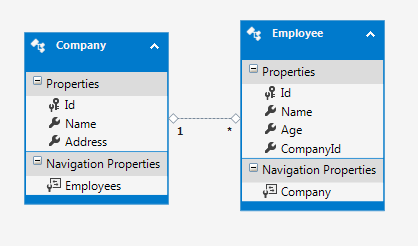 Company
Properties
Id
Name
Address
Navigation Properties
Employees
1
*
Employee
Properties
Id
Name
Age
CompanyId
Navigation Properties
Company